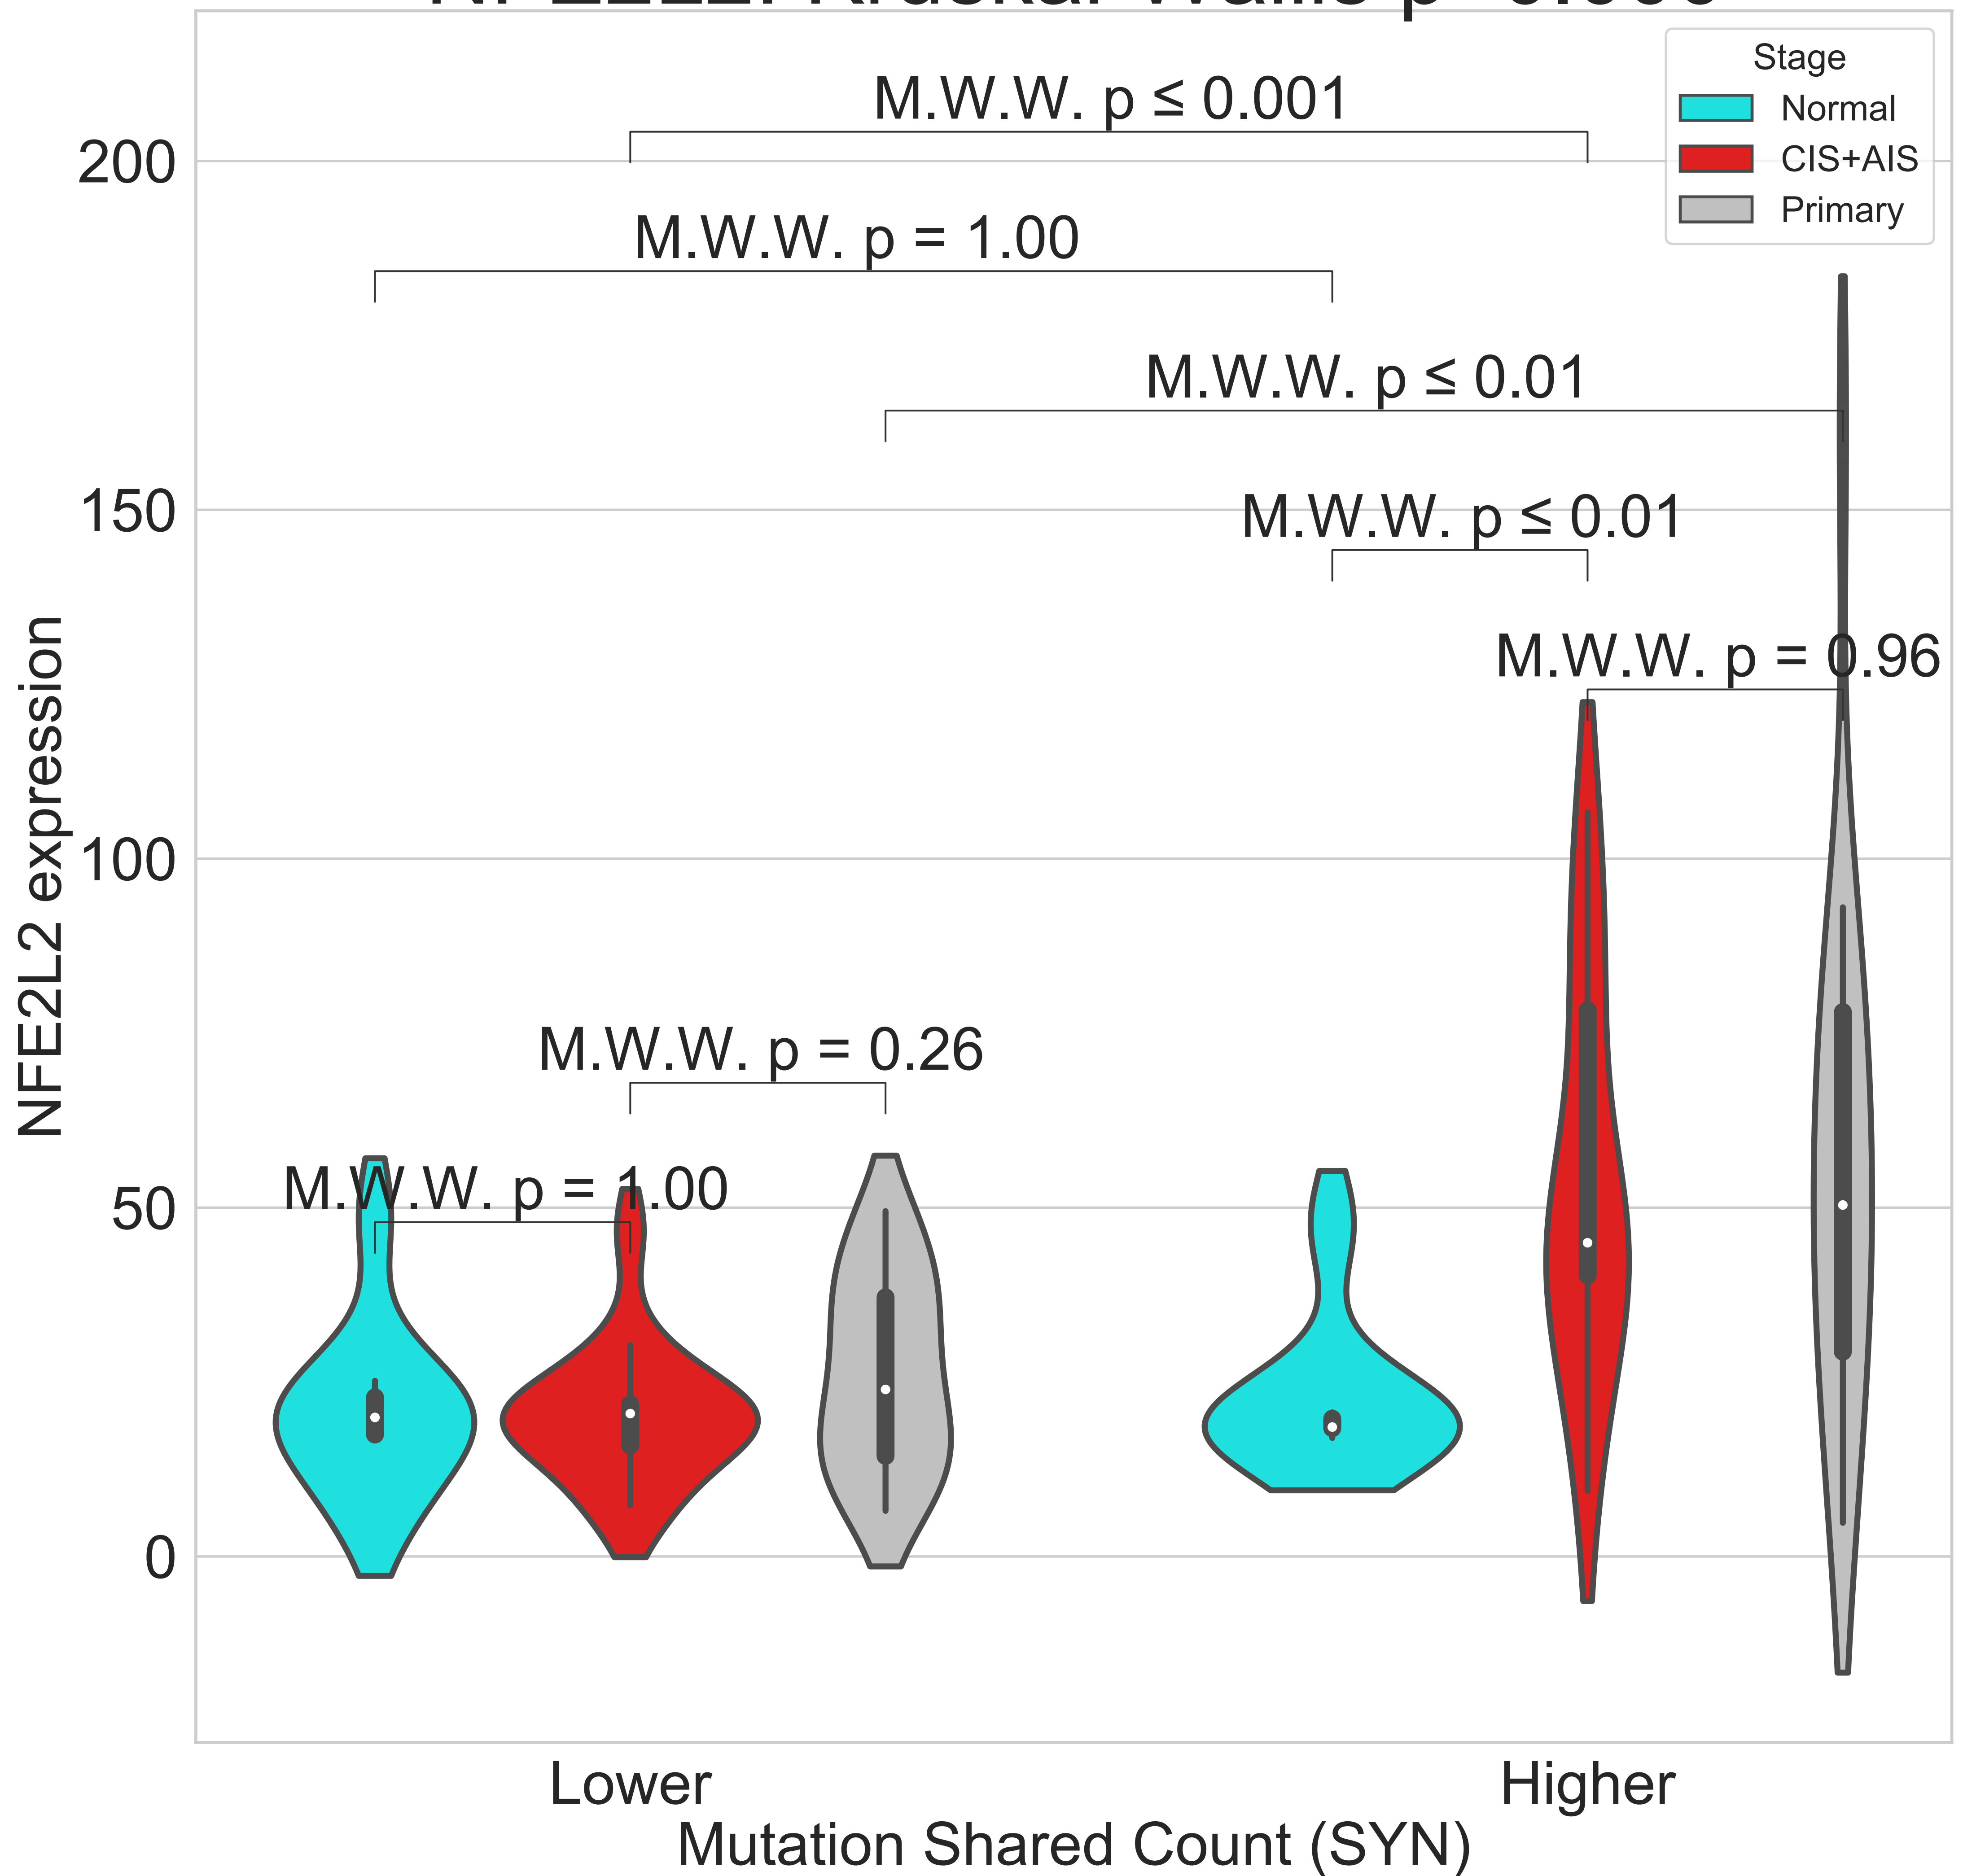 Stage
Normal
CIS+AIS
Primary
M.W.W. p ≤ 0.001
200
M.W.W. p = 1.00
M.W.W. p ≤ 0.01
150
M.W.W. p ≤ 0.01
M.W.W. p = 0.96
100
NFE2L2 expression
M.W.W. p = 0.26
M.W.W. p = 1.00
50
0
Lower
Higher
Mutation Shared Count (SYN)